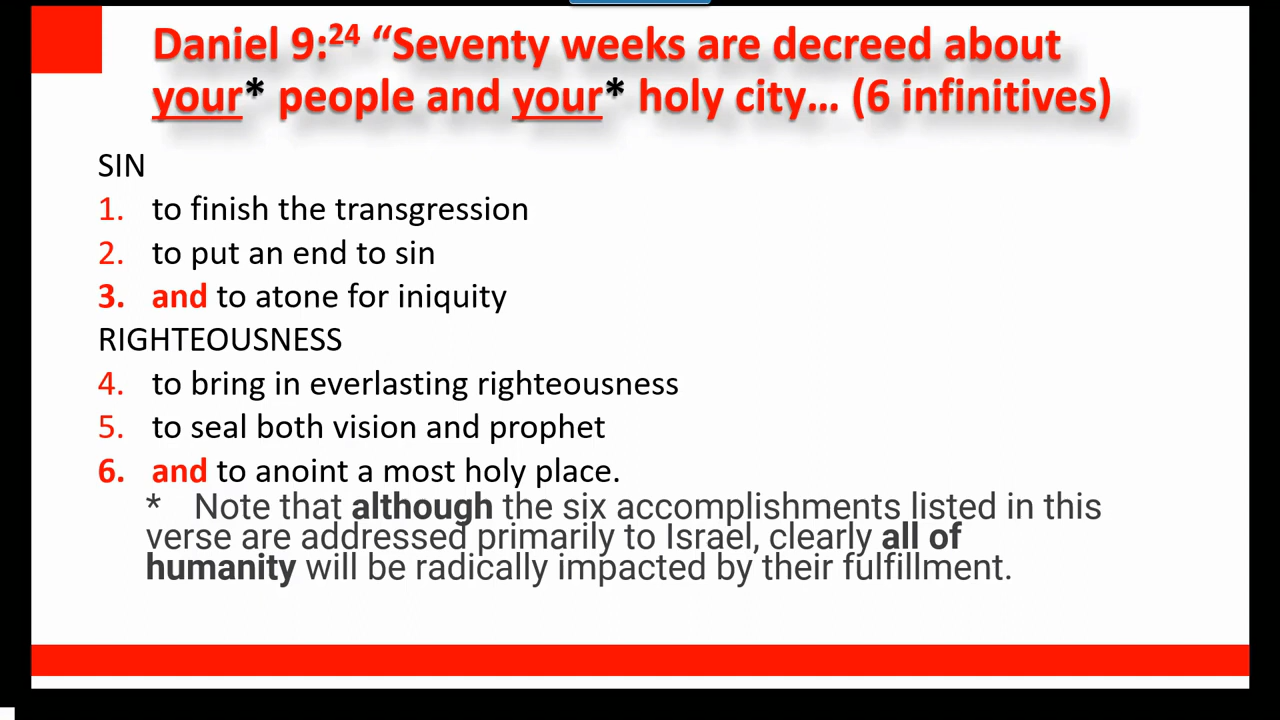 Daniel 9:24 “Seventy weeks are decreed about
your* people and your* holy city... (6 infinitives)
SIN
1. to finish the transgression
2. to put an end to sin
3. and to atone for iniquity
RIGHTEOUSNESS
4. to bring in everlasting righteousness
5. to seal both vision and prophet
6. and to anoint a most holy place.
* Note that although the six accomplishments listed in this
verse are addressed primarily to Israel, clearly all of
humanity will be radically impacted by their fulfillment.